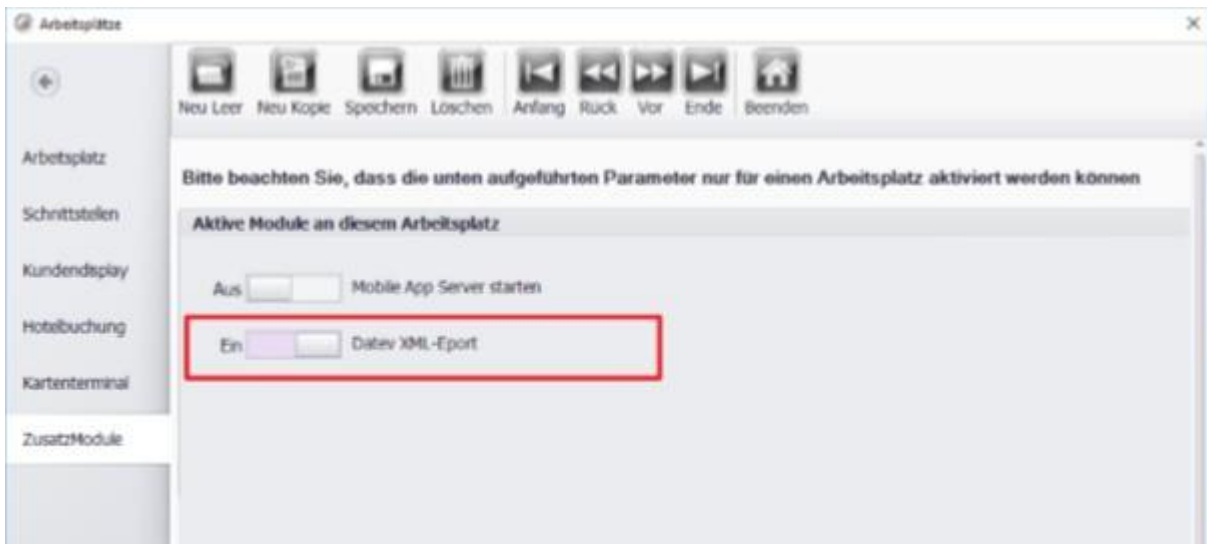 Arbeitsplätze
Neu Leer Neu Kopie Speichern Löschen Anfang Rück Vor Ende Beenden
Arbeitsplatz
Schnittstelen
Kundendisplay
Hotelbuchung
Kartenterminal
ZusatzModule
Bitte beachten Sie, dass die unten aufgeführten Parameter nur für einen Arbeitsplatz aktiviert werden können
Aktive Module an diesem Arbeitsplatz
Aus Mobile App Server starten
Ein Datev XML-Eport